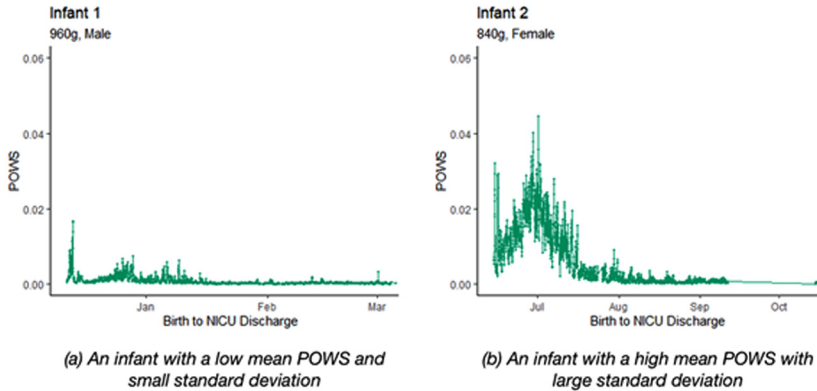 Infant 1
960g, Male
0.06
0.04
0.02
0.00
POWS
Jan Feb Mar
Birth to NICU Discharge
(a) An infant with a low mean POWS and
small standard deviation
Infant 2
840g, Female
0.06
0.04
0.02
0.00
POWS
Jul Aug Sep Oct
Birth to NICU Discharge
(b) An infant with a high mean POWS with
large standard deviation